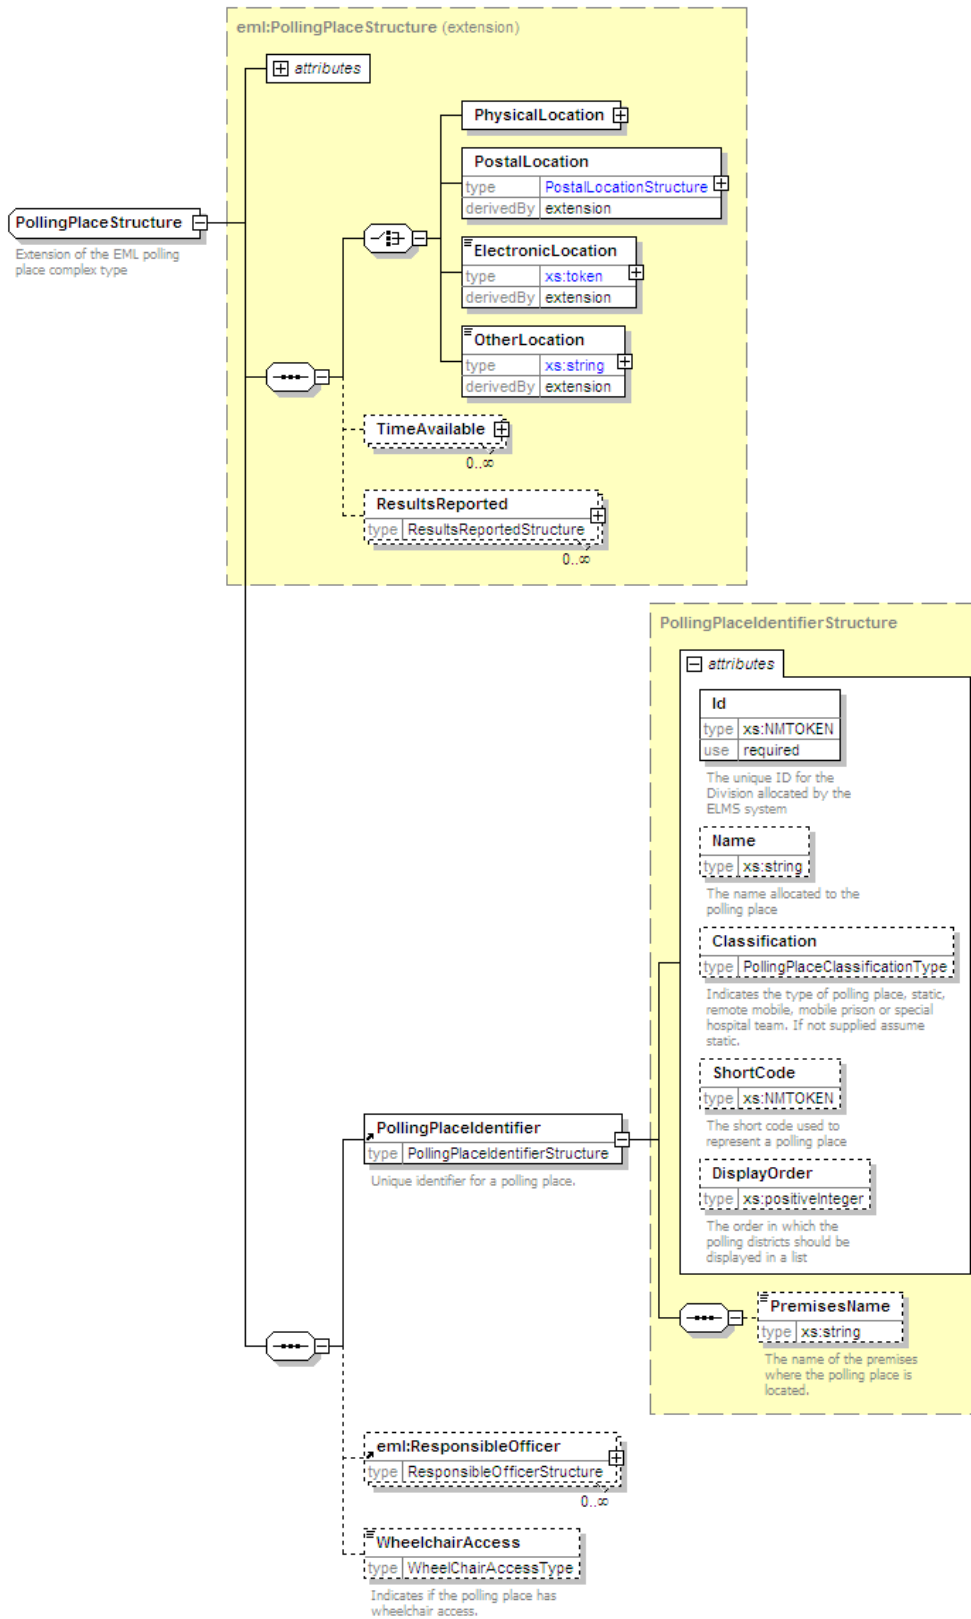 eml:PollingPlaceStructure (extension)
attributes
PhysicalLocation
PostalLocation
type PostalLocationStructure
derivedBy extension
PollingPlaceStructure
Extension of the EML polling
place complex type
ElectronicLocation
type xs:token
derivedBy extension
OtherLocation
type xs:string
derivedBy extension
TimeAvailable
0..∞
ResultsReported
type ResultsReportedStructure
0..∞
PollingPlaceIdentifierStructure
attributes
Id
type xs:NMTOKEN
use required
The unique ID for the
Division allocated by the
ELMS system
Name
type xs:string
The name allocated to the
polling place
Classification
type PollingPlaceClassificationType
Indicates the type of polling place, static,
remote mobile, mobile prison or special
hospital team. If not supplied assume
static.
ShortCode
type xs:NMTOKEN
The short code used to
represent a polling place
PollingPlaceIdentifier
type PollingPlaceIdentifierStructure
Unique identifier for a polling place.
DisplayOrder
type xs:positiveInteger
The order in which the
polling districts should be
displayed in a list
PremisesName
type xs:string
The name of the premises
where the polling place is
located.
eml:ResponsibleOfficer
type ResponsibleOfficerStructure
0..∞
WheelchairAccess
type WheelChairAccessType
Indicates if the polling place has
wheelchair access.